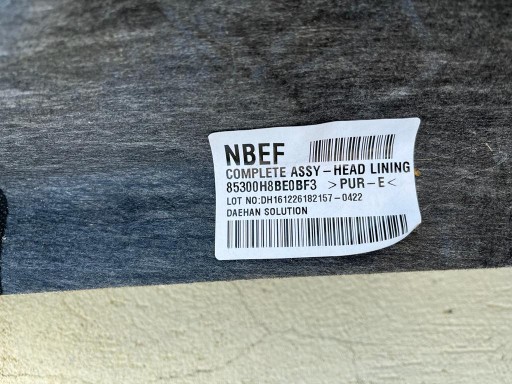 NBEF
COMPLETE ASSY-HEAD LINING
85300H8BE0BF3 >PUR-E<
LOT NO:DH161226182157-0422
DAEHAN SOLUTION